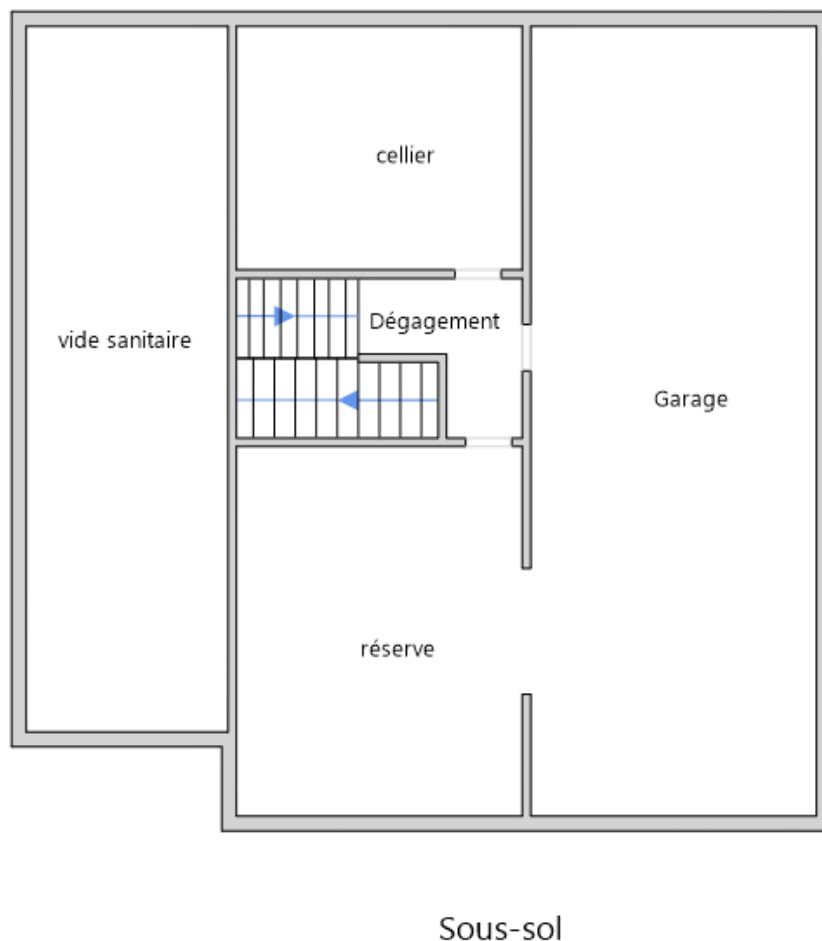 cellier
Dégagement
vide sanitaire
Garage
réserve
Sous-sol